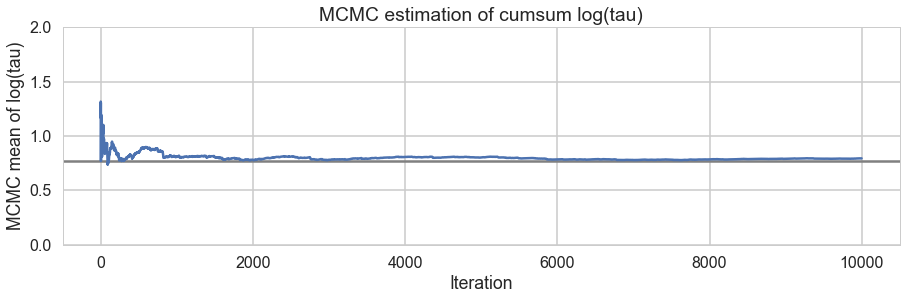 MCMC estimation of cumsum log(tau)
MCMC mean of log(tau)
2.0
1.5
1.0
0.5
0.0
0 2000 4000 6000 8000 10000
Iteration